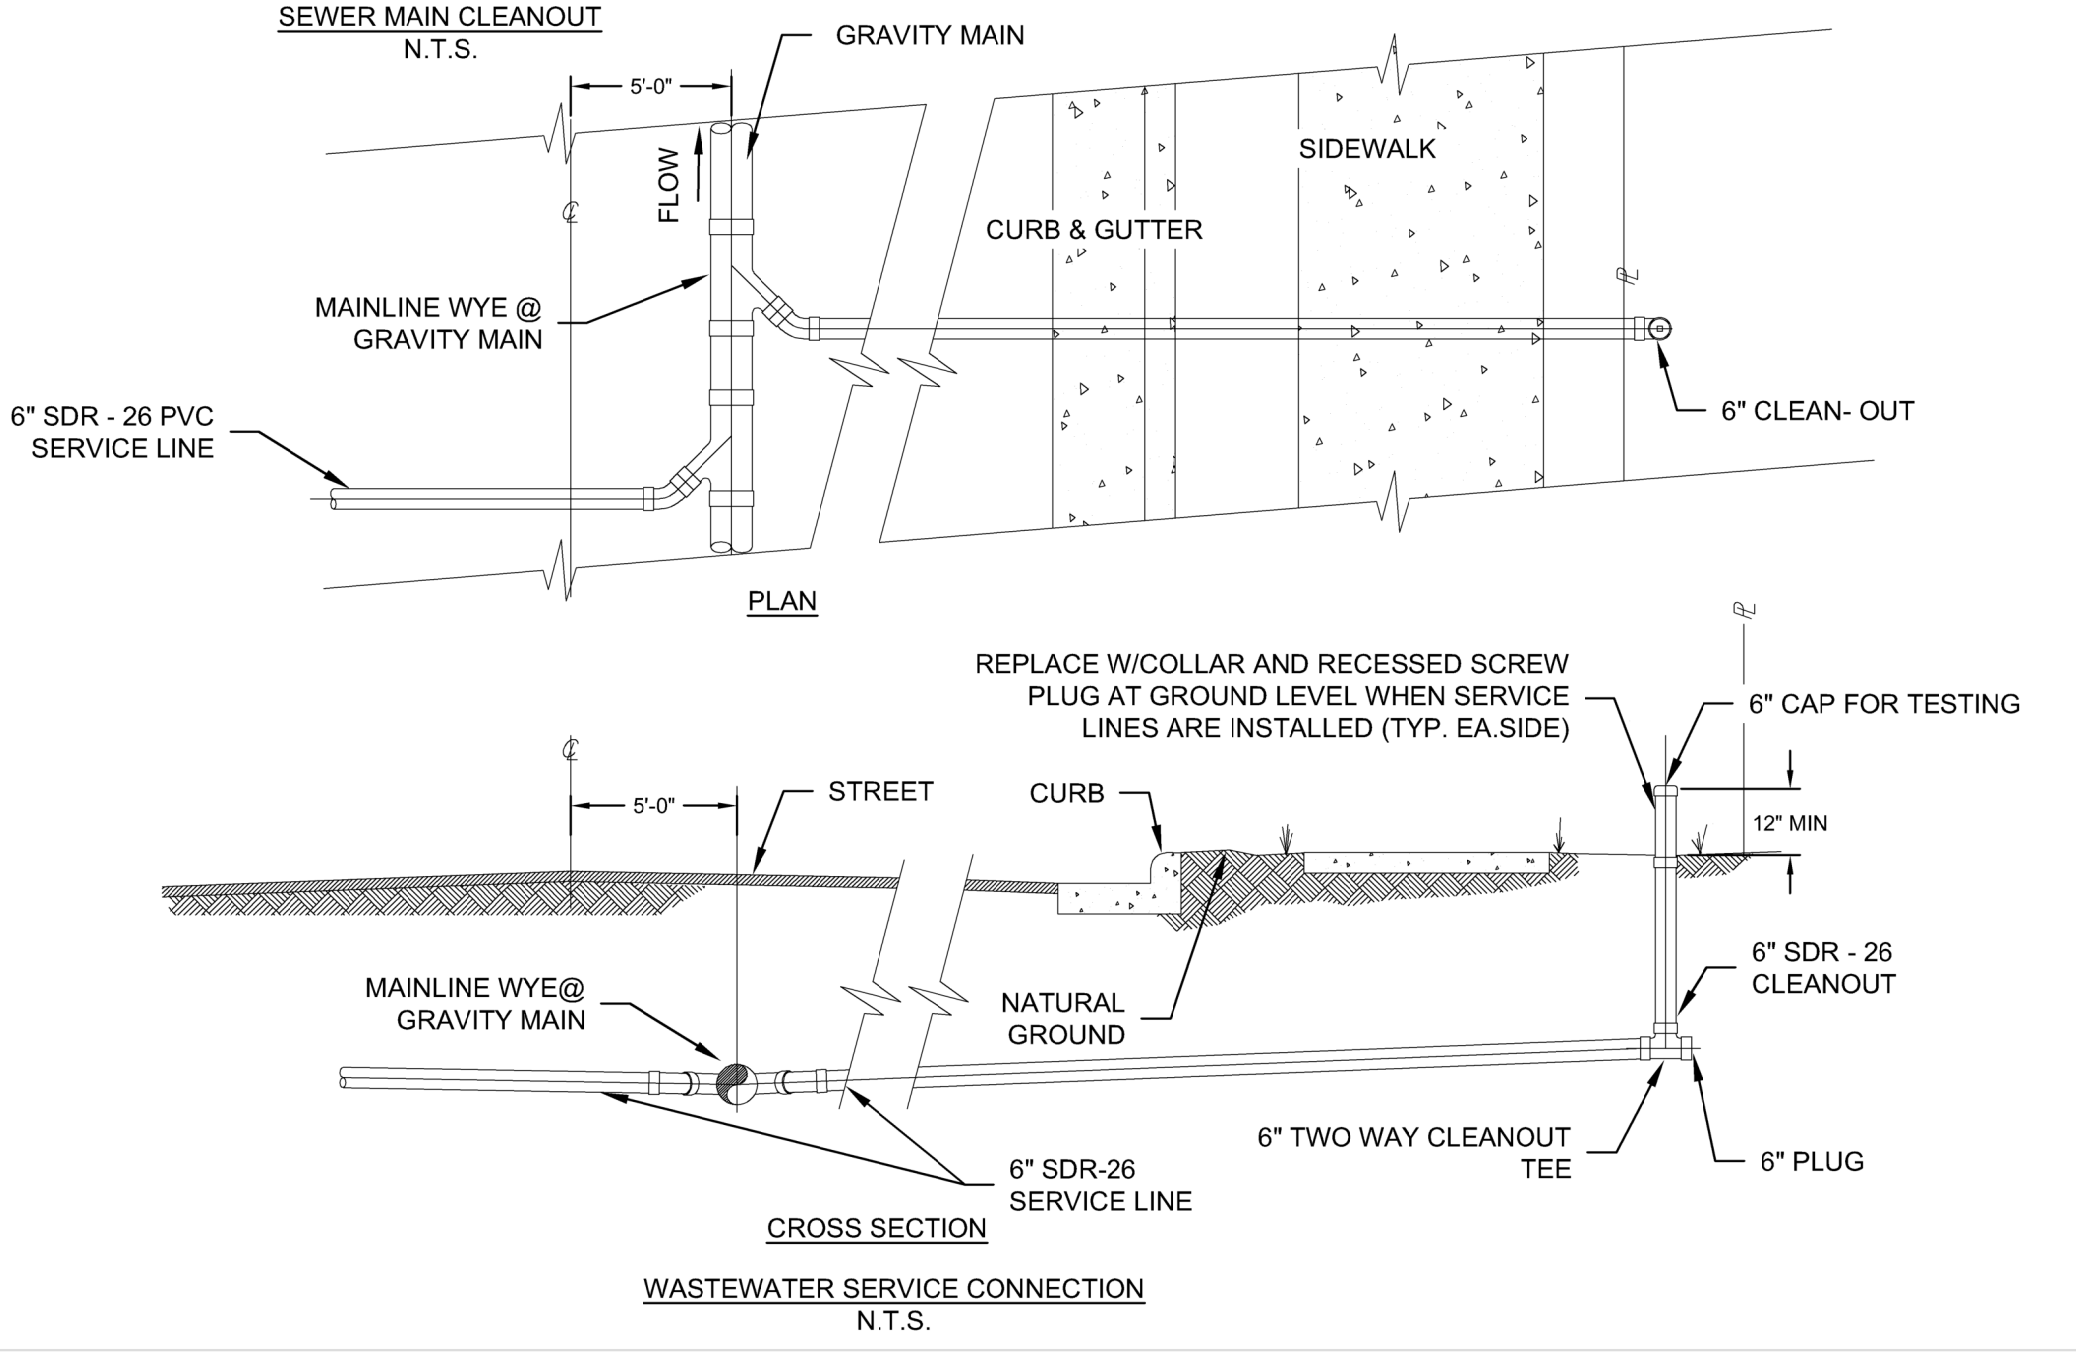 SEWER MAIN CLEANOUT
N.T.S.
GRAVITY MAIN
5'-0"
FLOW
SIDEWALK
℄
CURB & GUTTER
MAINLINE WYE @
GRAVITY MAIN
PL
6" SDR - 26 PVC
SERVICE LINE
6" CLEAN- OUT
PLAN
PL
REPLACE W/COLLAR AND RECESSED SCREW
PLUG AT GROUND LEVEL WHEN SERVICE
LINES ARE INSTALLED (TYP. EA.SIDE)
6" CAP FOR TESTING
℄
5'-0"
STREET
CURB
12" MIN
6" SDR - 26
CLEANOUT
MAINLINE WYE@
GRAVITY MAIN
NATURAL
GROUND
6" TWO WAY CLEANOUT
TEE
6" PLUG
6" SDR-26
SERVICE LINE
CROSS SECTION
WASTEWATER SERVICE CONNECTION
N.T.S.